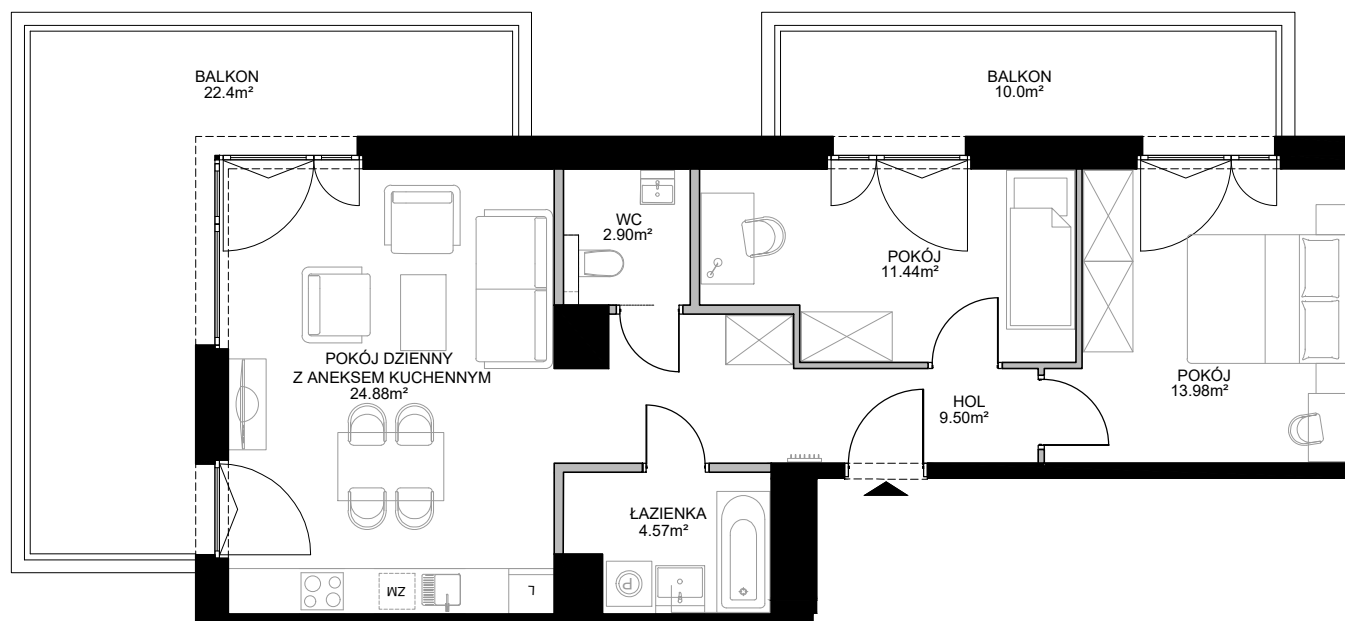 BALKON
22.4m²
BALKON
10.0m²
WC
2.90m²
POKÓJ
11.44m²
POKÓJ DZIENNY
Z ANEKSEM KUCHENNYM
24.88m²
POKÓJ
13.98m²
HOL
9.50m²
ŁAZIENKA
4.57m²
ZM
L
P